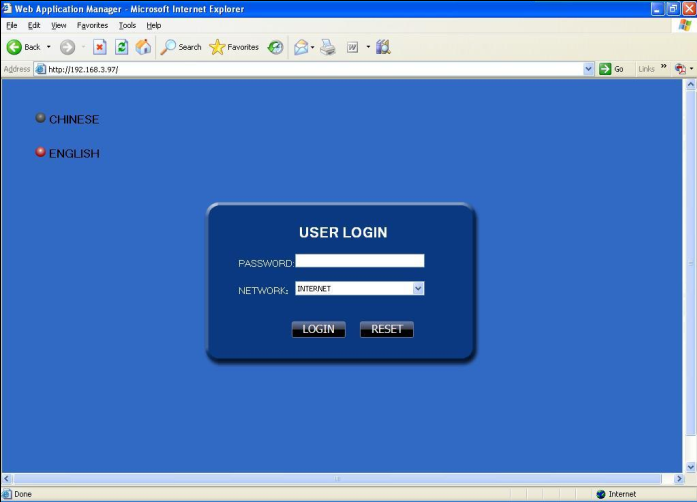 Web Application Manager - Microsoft Internet Explorer
File Edit View Favorites Tools Help
Back Search Favorites
Address http://192.168.3.97/ Go Links »
CHINESE
ENGLISH
USER LOGIN
PASSWORD:
NETWORK: INTERNET
LOGIN RESET
Done Internet